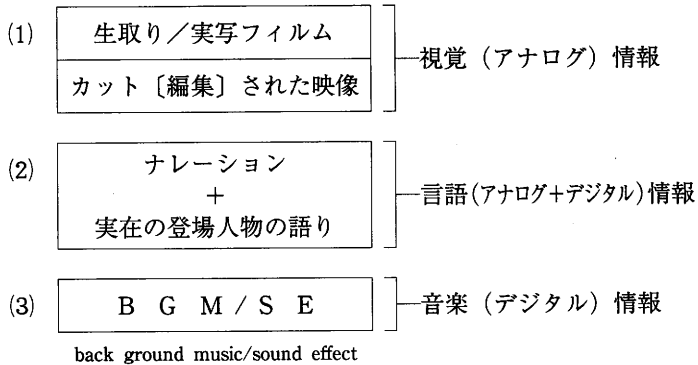 (1) 生取り／実写フィルム
カット〔編集〕された映像
視覚（アナログ）情報
(2) ナレーション
+
実在の登場人物の語り
言語(アナログ+デジタル)情報
(3) B G M / S E
音楽（デジタル）情報
back ground music/sound effect